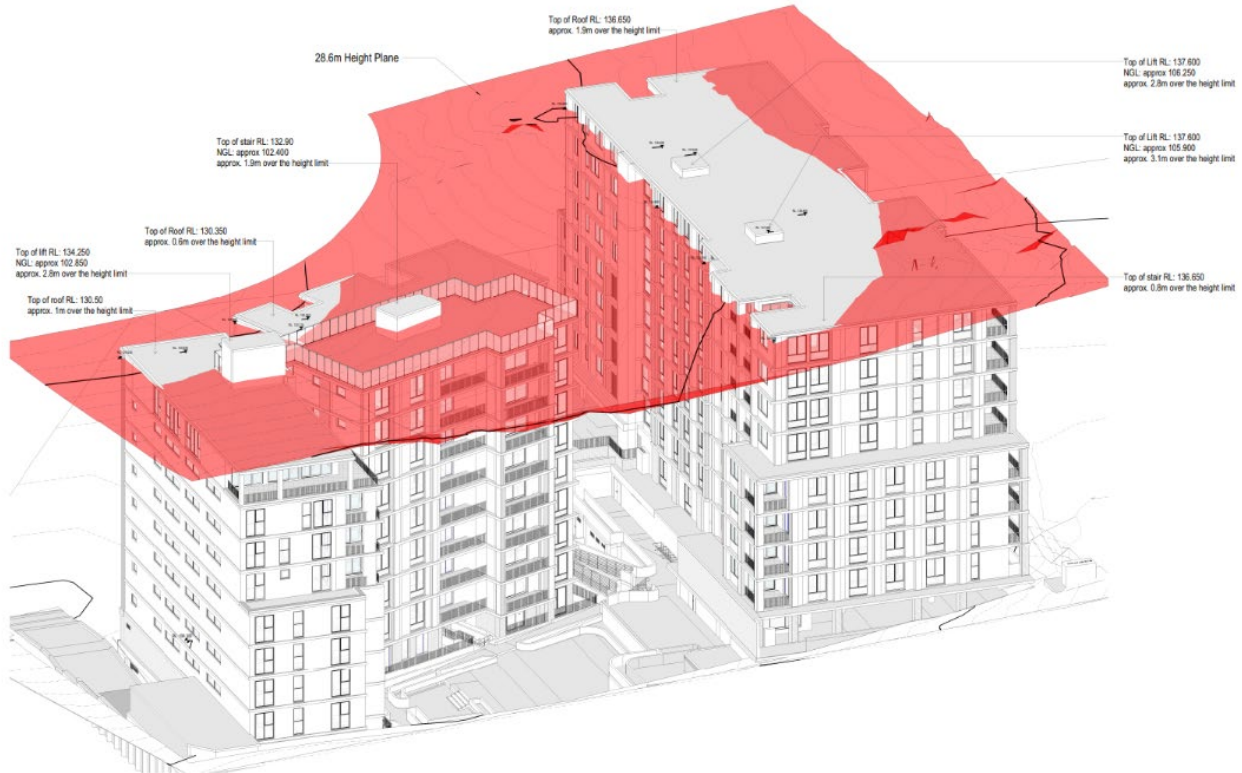 Top of Roof RL: 136.650
approx. 1.9m over the height limit
28.6m Height Plane
Top of Lift RL: 137.600
NGL: approx 106.250
approx. 2.8m over the height limit
Top of Lift RL: 137.600
NGL: approx 105.900
approx. 3.1m over the height limit
Top of stair RL: 132.90
NGL: approx 102.400
approx. 1.9m over the height limit
Top of Roof RL: 130.350
approx. 0.6m over the height limit
Top of lift RL: 134.250
NGL: approx 102.850
approx. 2.8m over the height limit
Top of roof RL: 130.50
approx. 1m over the height limit
Top of stair RL: 136.650
approx. 0.8m over the height limit